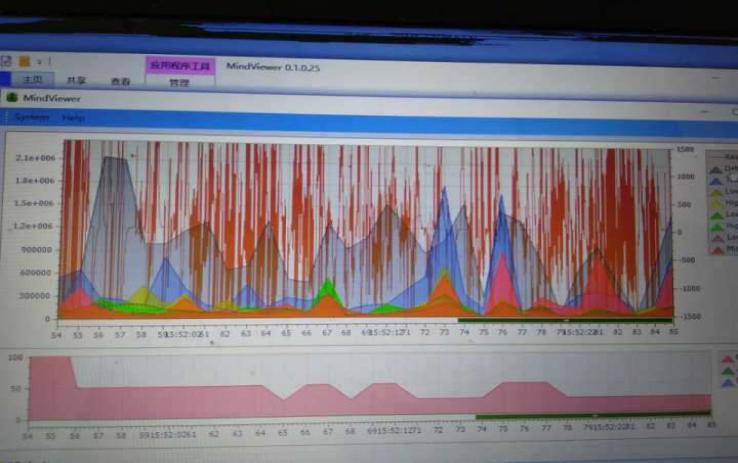 应用程序工具 MindViewer 0.1.0.25
主页 共享 查看 管理
MindViewer
System Help
2.1e+006
1.8e+006
1.5e+006
1.2e+006
900000
600000
300000
0
1500
1000
500
0
-500
-1000
-1500
54 55 56 57 58 5915:52:0261 62 63 64 65 66 67 68 6915:52:1271 72 73 74 75 76 77 78 7915:52:2281 82 83 84 85
100
50
0
54 55 56 57 58 5915:52:0261 62 63 64 65 66 67 68 6915:52:1271 72 73 74 75 76 77 78 7915:52:2281 82 83 84 85